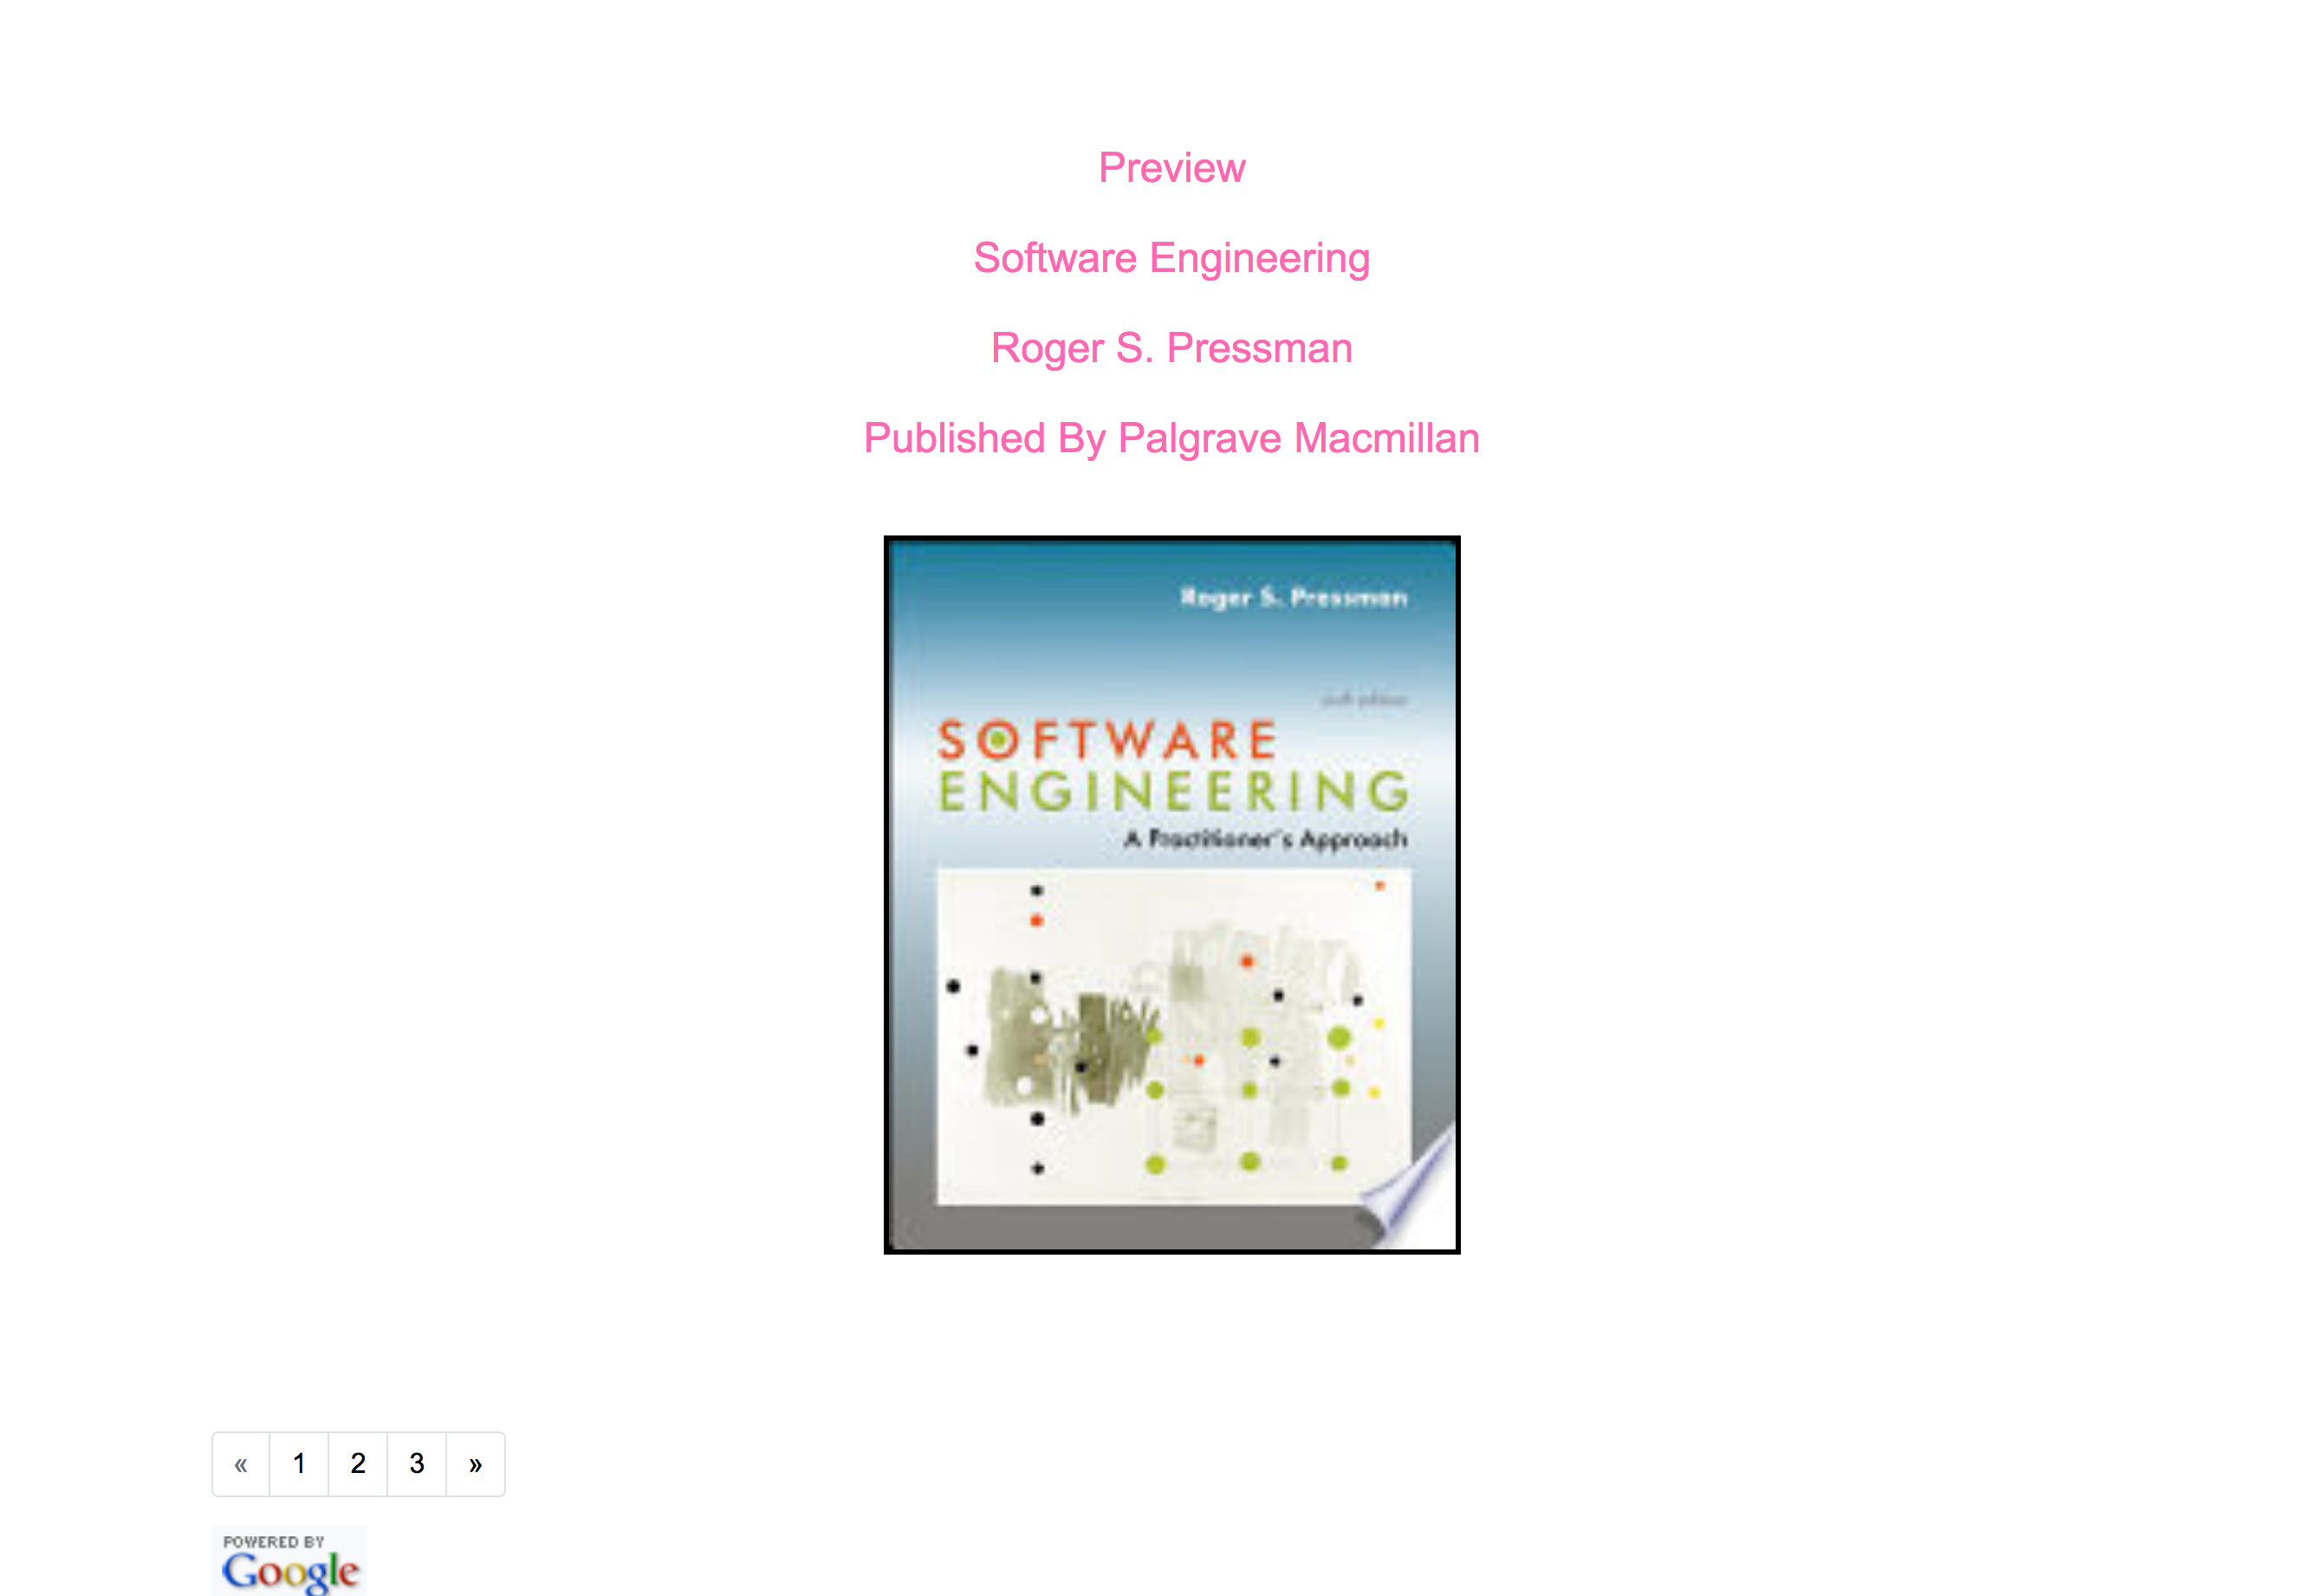 Preview
Software Engineering
Roger S. Pressman
Published By Palgrave Macmillan
Roger S. Pressman
sixth edition
SOFTWARE
ENGINEERING
A Practitioner's Approach
« 1 2 3 »
POWERED BY
Google